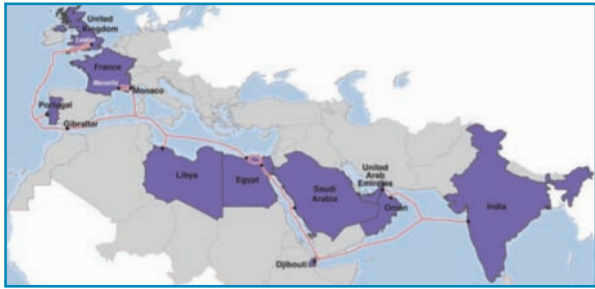 United
Kingdom
London
France
Marseille
Monaco
Portugal
Gibraltar
Libya
Egypt
Saudi
Arabia
United
Arab
Emirates
Oman
India
Djibouti